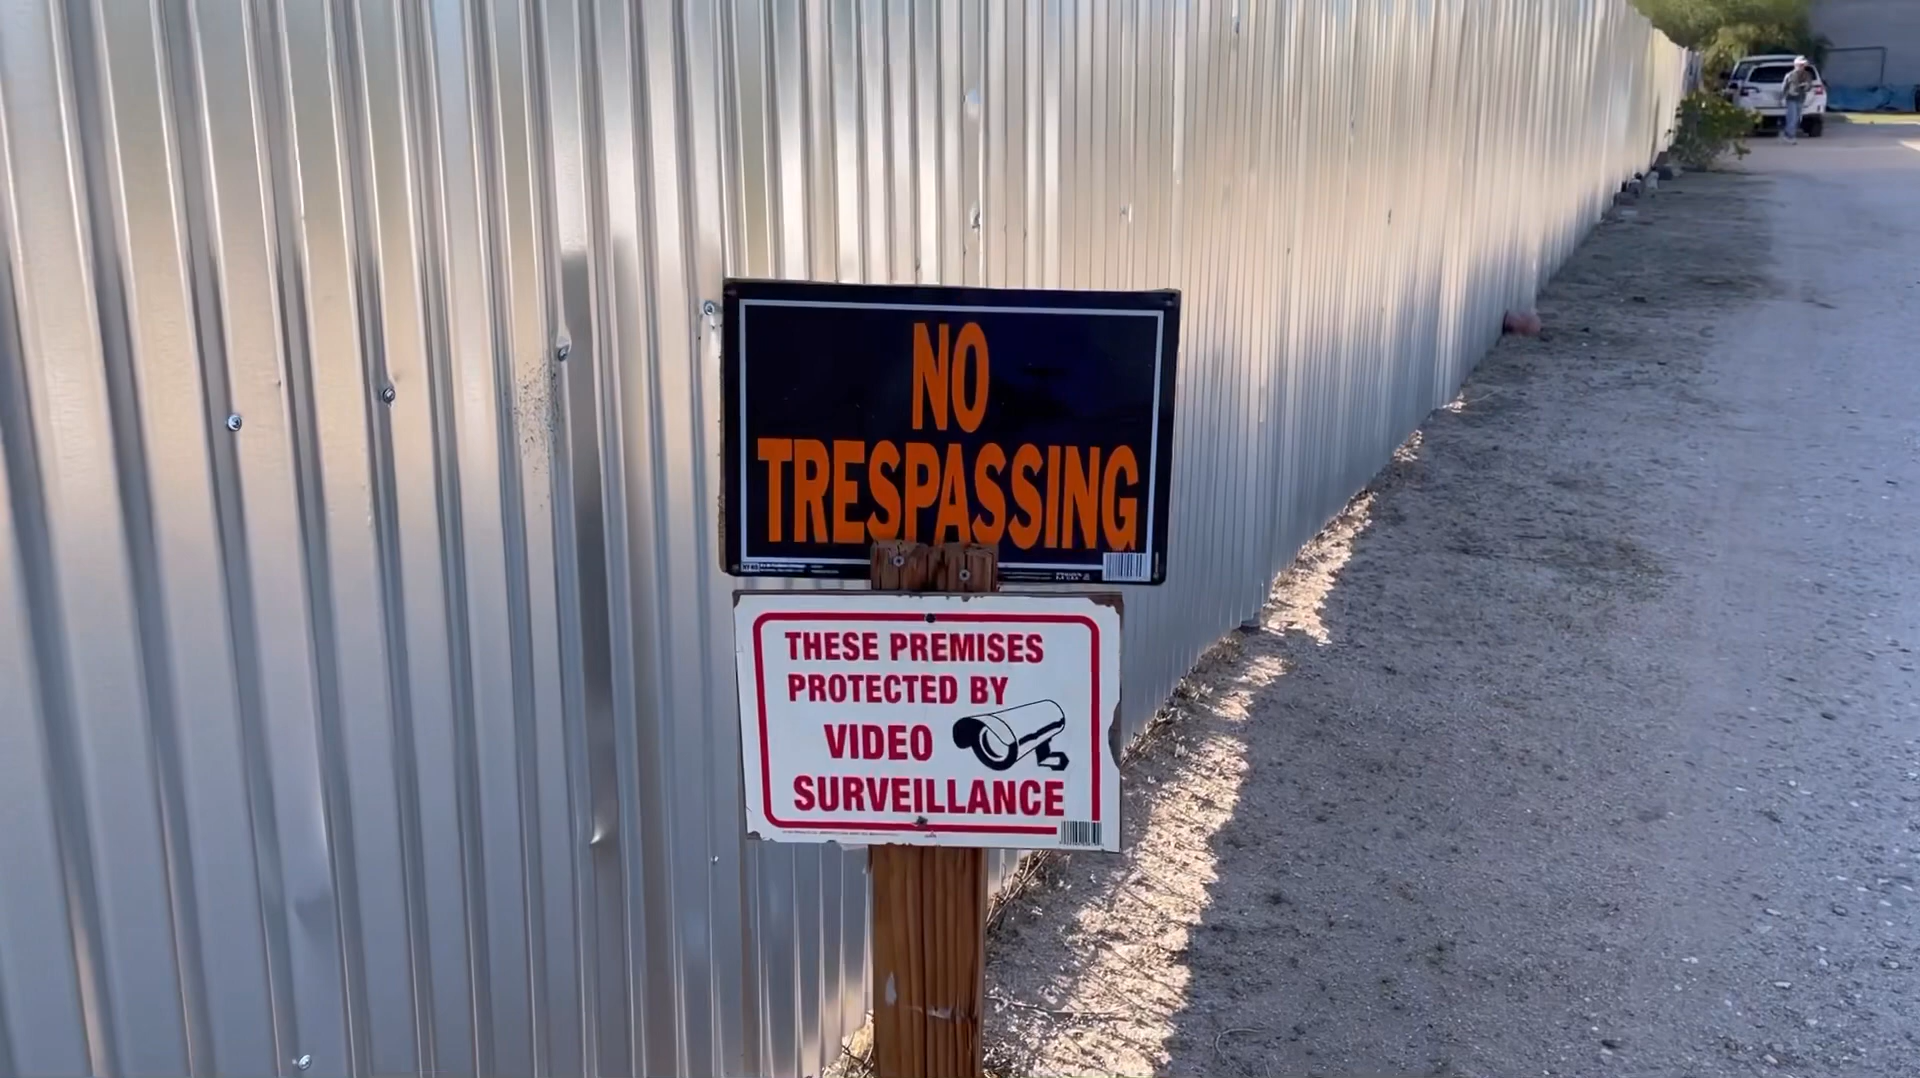 NO
TRESPASSING
THESE PREMISES
PROTECTED BY
VIDEO
SURVEILLANCE